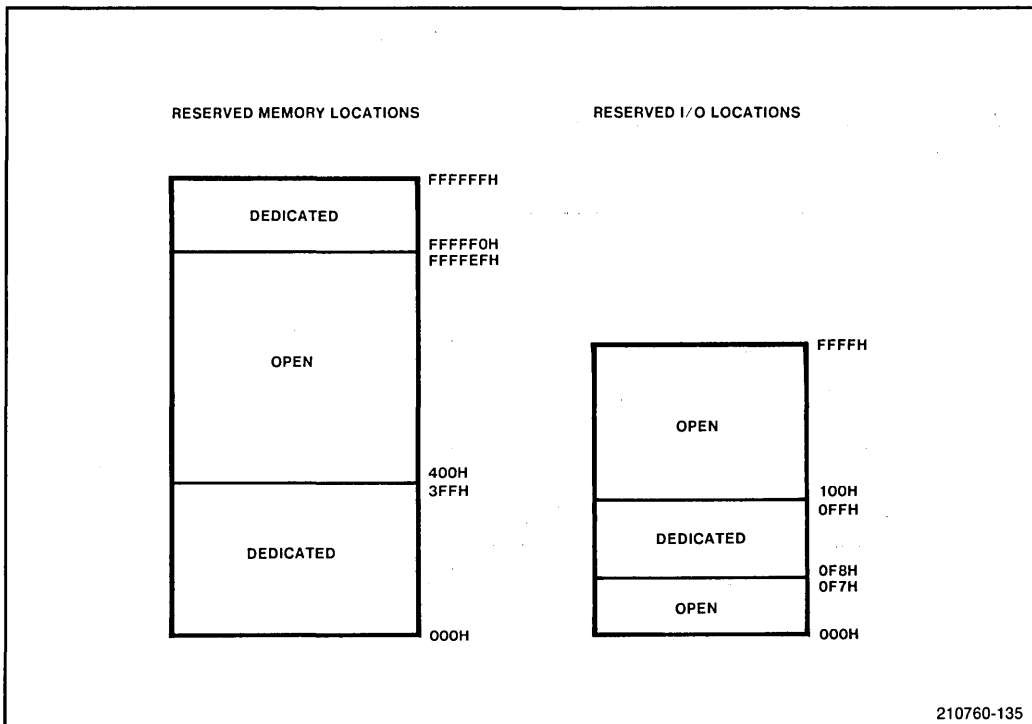 RESERVED MEMORY LOCATIONS
FFFFFFH
DEDICATED
FFFFF0H
FFFFEFH
OPEN
400H
3FFH
DEDICATED
000H
RESERVED I/O LOCATIONS
FFFFH
OPEN
100H
0FFH
DEDICATED
0F8H
0F7H
OPEN
000H
210760-135